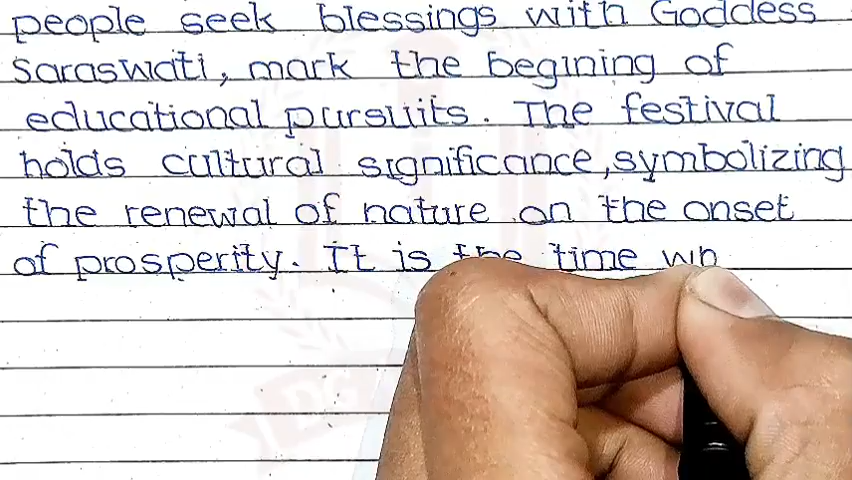 people seek blessings with Goddess
Saraswati, mark the begining of
educational pursuits. The festival
holds cultural significance, symbolizing
the renewal of nature on the onset
of prosperity. It is the time wh